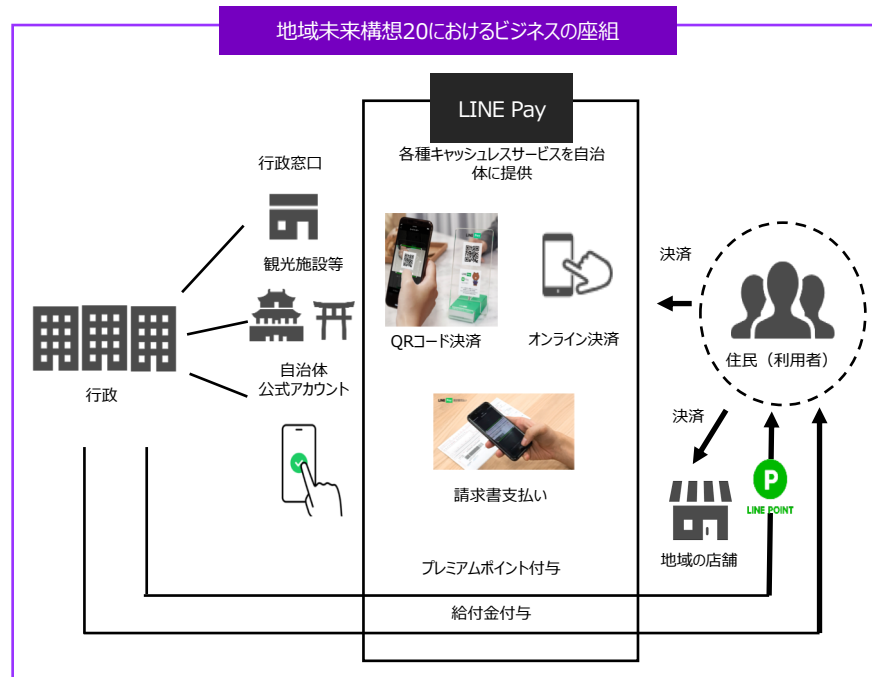 地域未来構想20におけるビジネスの座組
LINE Pay
各種キャッシュレスサービスを自治
体に提供
行政窓口
観光施設等
自治体
公式アカウント
行政
QRコード決済
オンライン決済
請求書支払い
決済
住民（利用者）
決済
P
LINE POINT
地域の店舗
プレミアムポイント付与
給付金付与